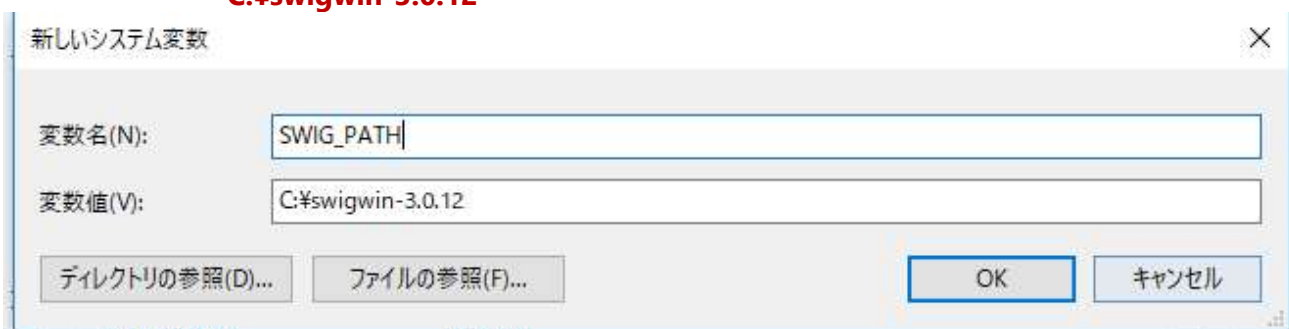 C:¥swigwin-3.0.12
新しいシステム変数
変数名(N): SWIG_PATH
変数値(V): C:¥swigwin-3.0.12
ディレクトリの参照(D)... ファイルの参照(F)... OK キャンセル